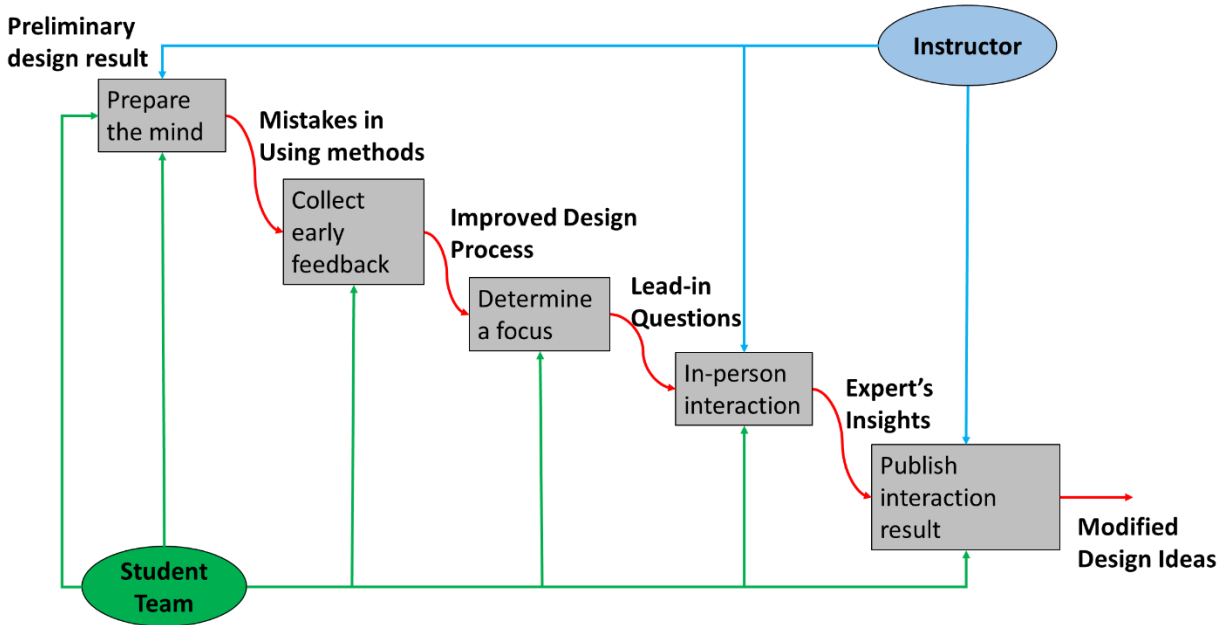 Preliminary
design result
Instructor
Prepare
the mind
Mistakes in
Using methods
Collect
early
feedback
Improved Design
Process
Determine
a focus
Lead-in
Questions
In-person
interaction
Expert’s
Insights
Publish
interaction
result
Modified
Design Ideas
Student
Team